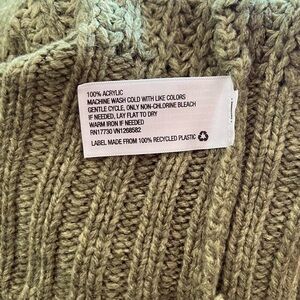 100% ACRYLIC
MACHINE WASH COLD WITH LIKE COLORS
GENTLE CYCLE, ONLY NON-CHLORINE BLEACH
IF NEEDED, LAY FLAT TO DRY
WARM IRON IF NEEDED
RN17730 VN1268582
LABEL MADE FROM 100% RECYCLED PLASTIC